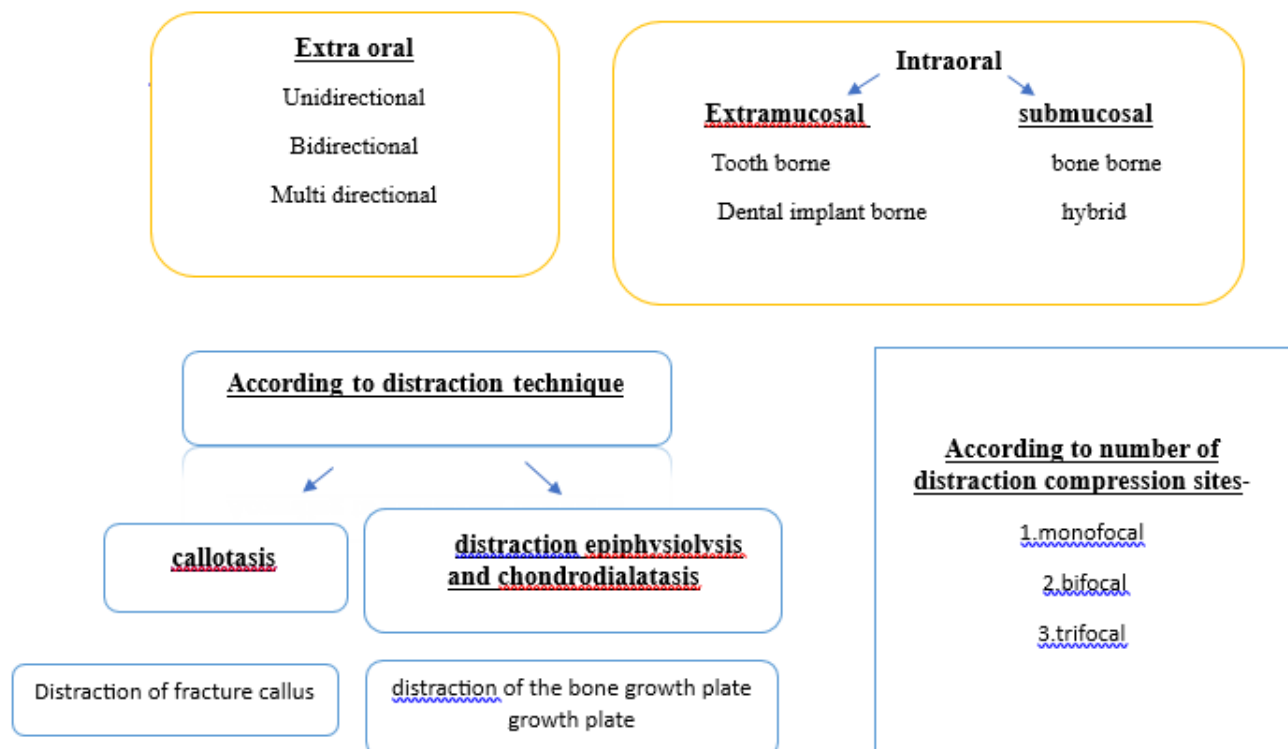 Extra oral
Unidirectional
Bidirectional
Multi directional
Intraoral
Extramucosal submucosal
Tooth borne bone borne
Dental implant borne hybrid
According to distraction technique
callotasis
distraction epiphysiolysis
and chondrodialatasis
Distraction of fracture callus
distraction of the bone growth plate
growth plate
According to number of
distraction compression sites-
1.monofocal
2.bifocal
3.trifocal